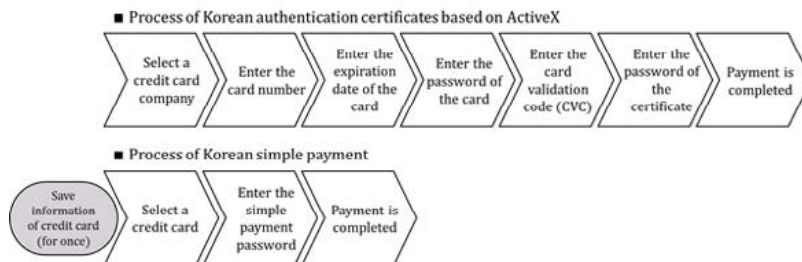 ■ Process of Korean authentication certificates based on ActiveX
Select a
credit card
company
Enter the
card number
Enter the
expiration
date of the
card
Enter the
password of
the card
Enter the
card
validation
code (CVC)
Enter the
password of
the
certificate
Payment is
completed
■ Process of Korean simple payment
Save
information
of credit card
(for once)
Select a
credit card
Enter the
simple
payment
password
Payment is
completed